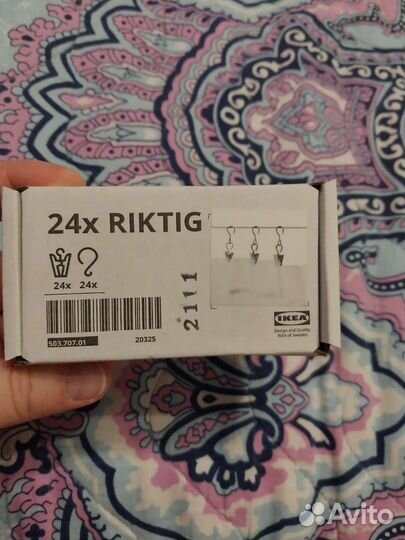 24x RIKTIG
24x 24x
2111
503.707.01 20325
IKEA
Design and Quality
IKEA of Sweden
Avito